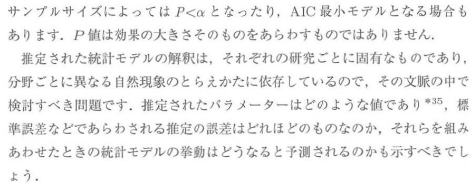 サンプルサイズによっては P<α となったり，AIC 最小モデルとなる場合も
あります．P 値は効果の大きさそのものをあらわすものではありません．
推定された統計モデルの解釈は，それぞれの研究ごとに固有なものであり，
分野ごとに異なる自然現象のとらえかたに依存しているので，その文脈の中で
検討すべき問題です．推定されたパラメーターはどのような値であり*35，標
準誤差などであらわされる推定の誤差はどれほどのものなのか，それらを組み
あわせたときの統計モデルの挙動はどうなると予測されるのかも示すべきでし
ょう．